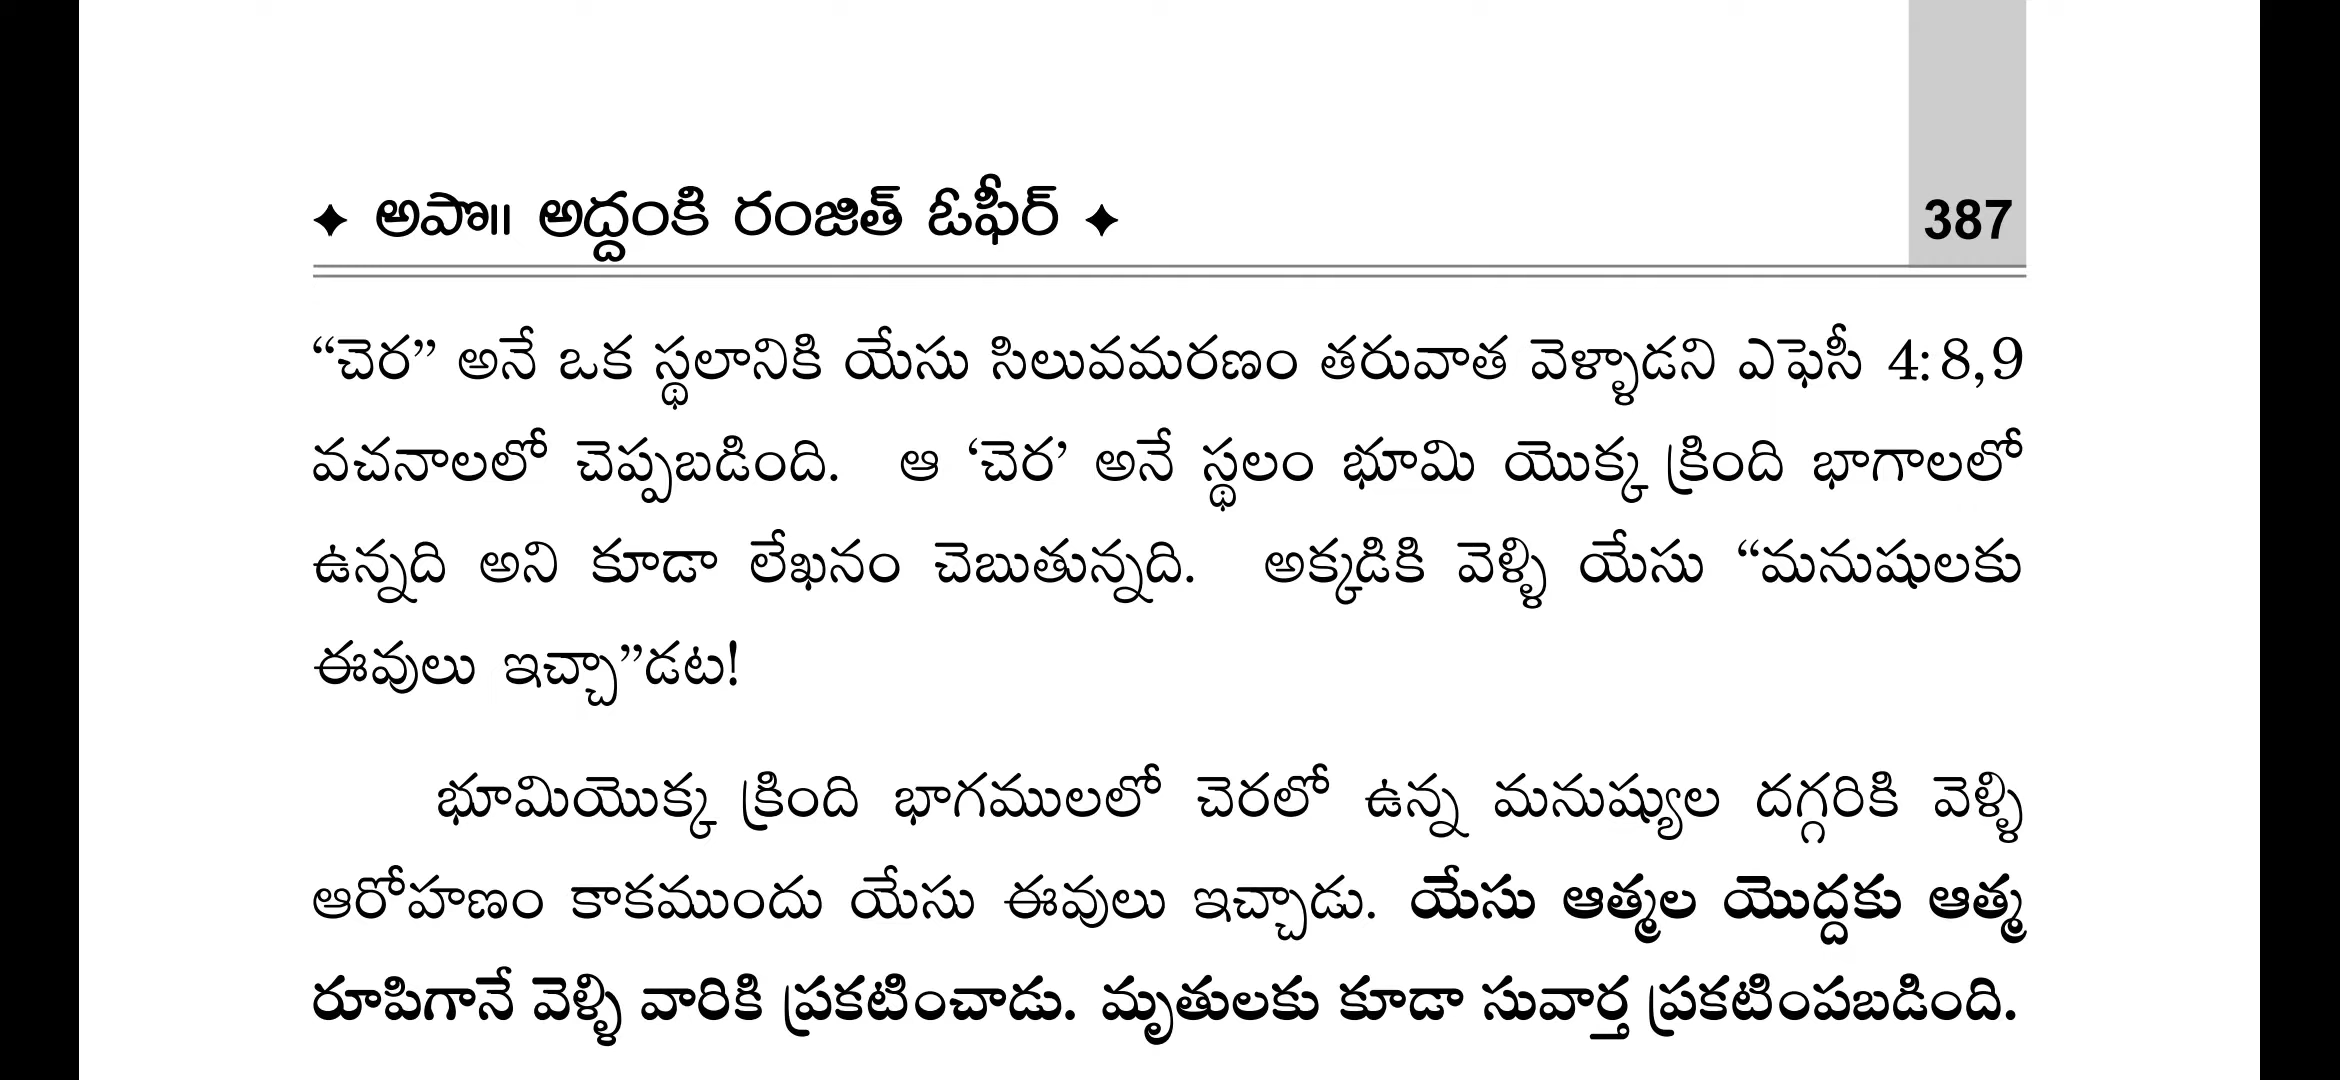 ✦ అపొ॥ అద్దంకి రంజిత్ ఓఫీర్ ✦ 387
“చెర” అనే ఒక స్థలానికి యేసు సిలువమరణం తరువాత వెళ్ళాడని ఎఫెసీ 4:8,9
వచనాలలో చెప్పబడింది. ఆ ‘చెర’ అనే స్థలం భూమి యొక్క క్రింది భాగాలలో
ఉన్నది అని కూడా లేఖనం చెబుతున్నది. అక్కడికి వెళ్ళి యేసు “మనుషులకు
ఈవులు ఇచ్చా”డట!
భూమియొక్క క్రింది భాగములలో చెరలో ఉన్న మనుష్యుల దగ్గరికి వెళ్ళి
ఆరోహణం కాకముందు యేసు ఈవులు ఇచ్చాడు. యేసు ఆత్మల యొద్దకు ఆత్మ
రూపిగానే వెళ్ళి వారికి ప్రకటించాడు. మృతులకు కూడా సువార్త ప్రకటింపబడింది.